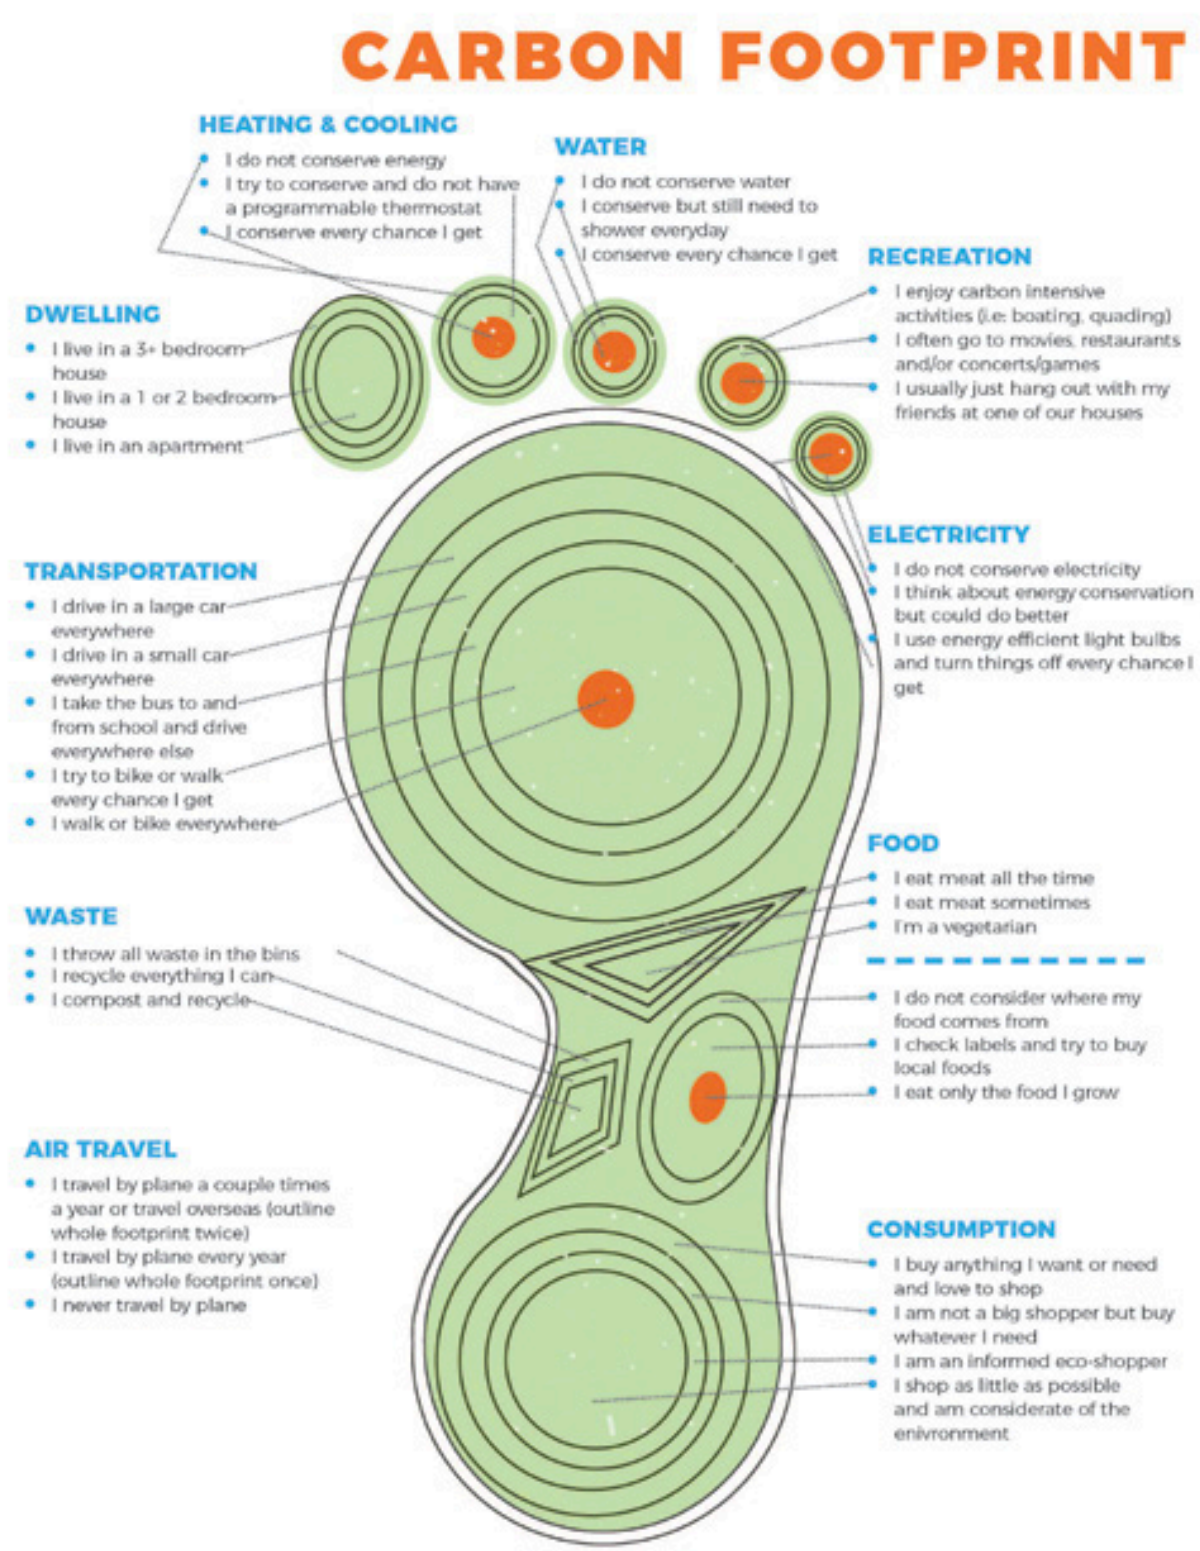 CARBON FOOTPRINT
HEATING & COOLING
I do not conserve energy
I try to conserve and do not have
a programmable thermostat
I conserve every chance I get
WATER
I do not conserve water
I conserve but still need to
shower everyday
I conserve every chance I get
RECREATION
I enjoy carbon intensive
activities (i.e: boating, quading)
I often go to movies, restaurants
and/or concerts/games
I usually just hang out with my
friends at one of our houses
DWELLING
I live in a 3+ bedroom
house
I live in a 1 or 2 bedroom
house
I live in an apartment
ELECTRICITY
I do not conserve electricity
I think about energy conservation
but could do better
I use energy efficient light bulbs
and turn things off every chance I
get
TRANSPORTATION
I drive in a large car
everywhere
I drive in a small car
everywhere
I take the bus to and
from school and drive
everywhere else
I try to bike or walk
every chance I get
I walk or bike everywhere
FOOD
I eat meat all the time
I eat meat sometimes
I'm a vegetarian
I do not consider where my
food comes from
I check labels and try to buy
local foods
I eat only the food I grow
WASTE
I throw all waste in the bins
I recycle everything I can
I compost and recycle
AIR TRAVEL
I travel by plane a couple times
a year or travel overseas (outline
whole footprint twice)
I travel by plane every year
(outline whole footprint once)
I never travel by plane
CONSUMPTION
I buy anything I want or need
and love to shop
I am not a big shopper but buy
whatever I need
I am an informed eco-shopper
I shop as little as possible
and am considerate of the
enivronment